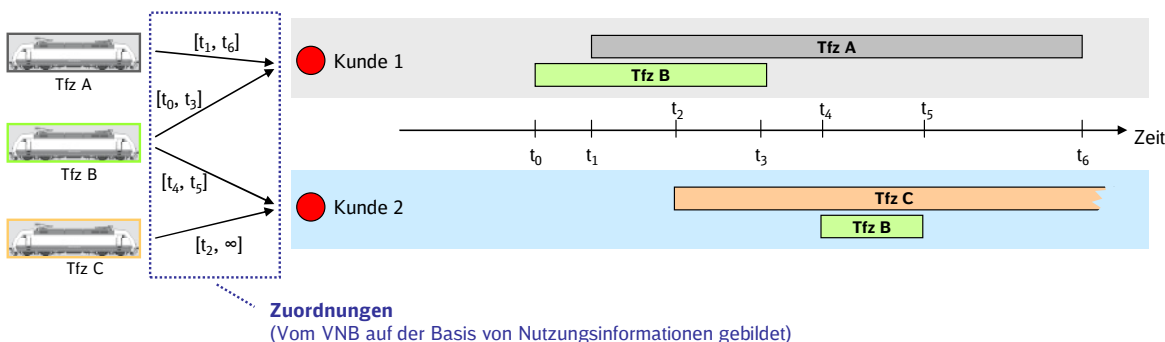 Tfz A
Tfz B
Tfz C
[t₁, t₆]
[t₀, t₃]
[t₄, t₅]
[t₂, ∞]
Kunde 1
Tfz A
Tfz B
t₂
t₄
t₅
Zeit
t₀
t₁
t₃
t₆
Kunde 2
Tfz C
Tfz B
Zuordnungen
(Vom VNB auf der Basis von Nutzungsinformationen gebildet)